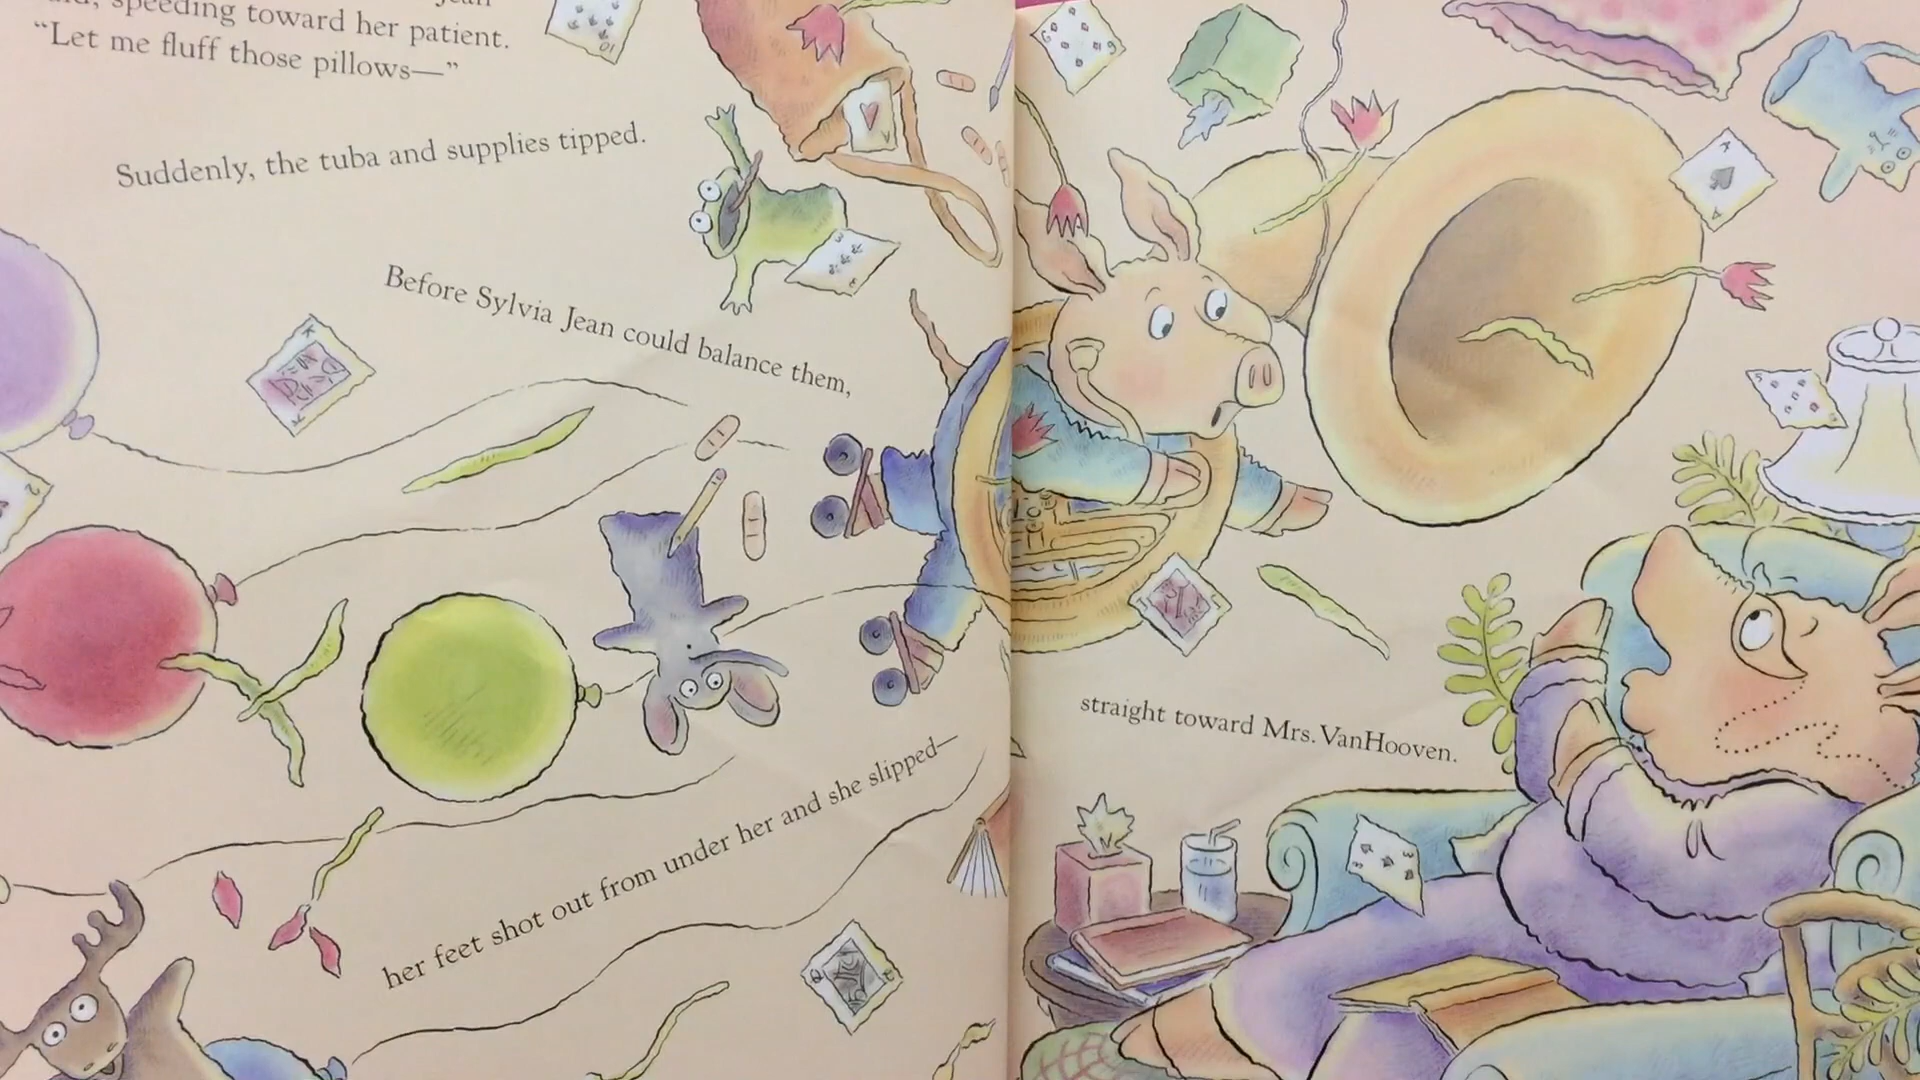 speeding toward her patient.
“Let me fluff those pillows—”
Suddenly, the tuba and supplies tipped.
Before Sylvia Jean could balance them,
her feet shot out from under her and she slipped—
straight toward Mrs. VanHooven.